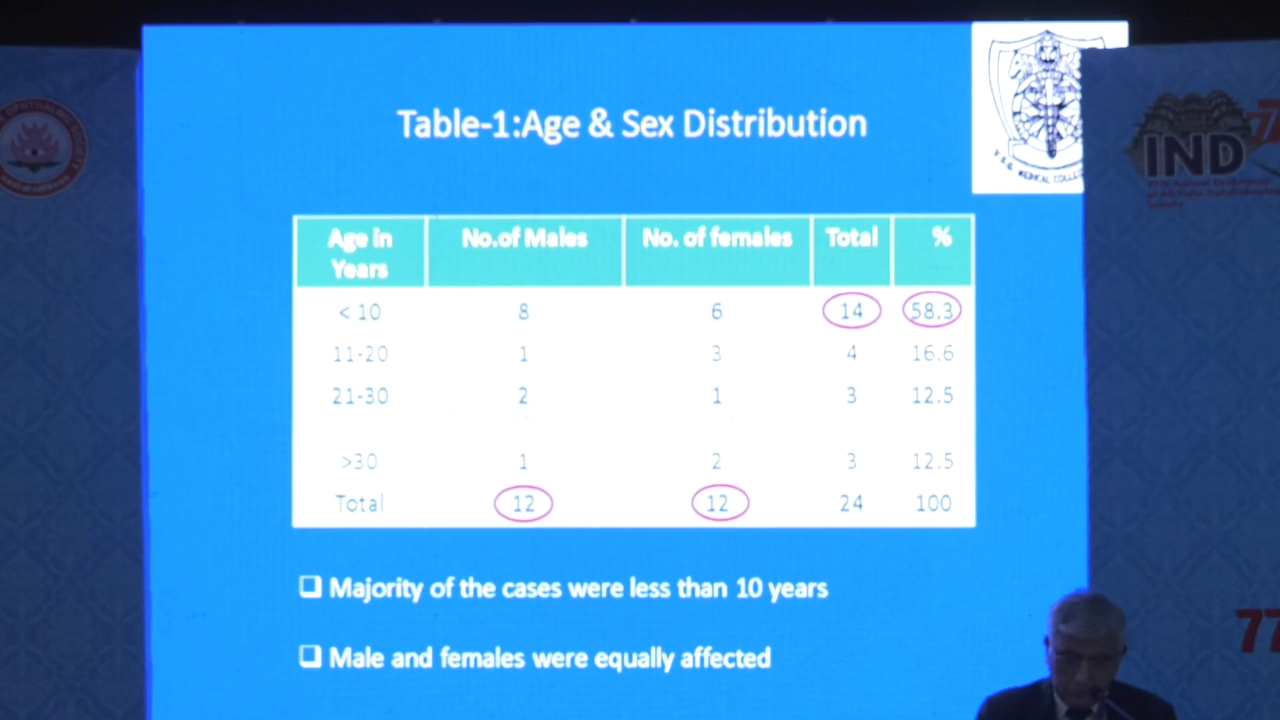 Table-1:Age & Sex Distribution
Age in Years No.of Males No. of females Total %
< 10 8 6 14 58.3
11-20 1 3 4 16.6
21-30 2 1 3 12.5
>30 1 2 3 12.5
Total 12 12 24 100
Majority of the cases were less than 10 years
Male and females were equally affected
MEDICAL
IND
77